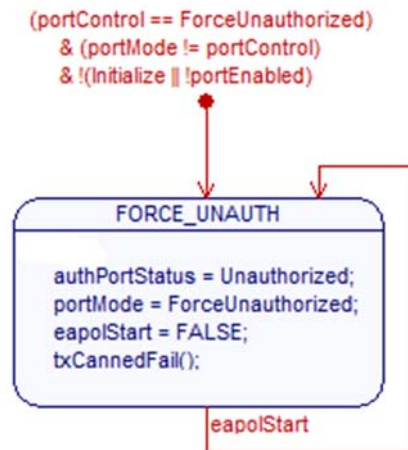 (portControl == ForceUnauthorized)
& (portMode != portControl)
& !(Initialize || !portEnabled)
FORCE_UNAUTH
authPortStatus = Unauthorized;
portMode = ForceUnauthorized;
eapolStart = FALSE;
txCannedFail();
eapolStart